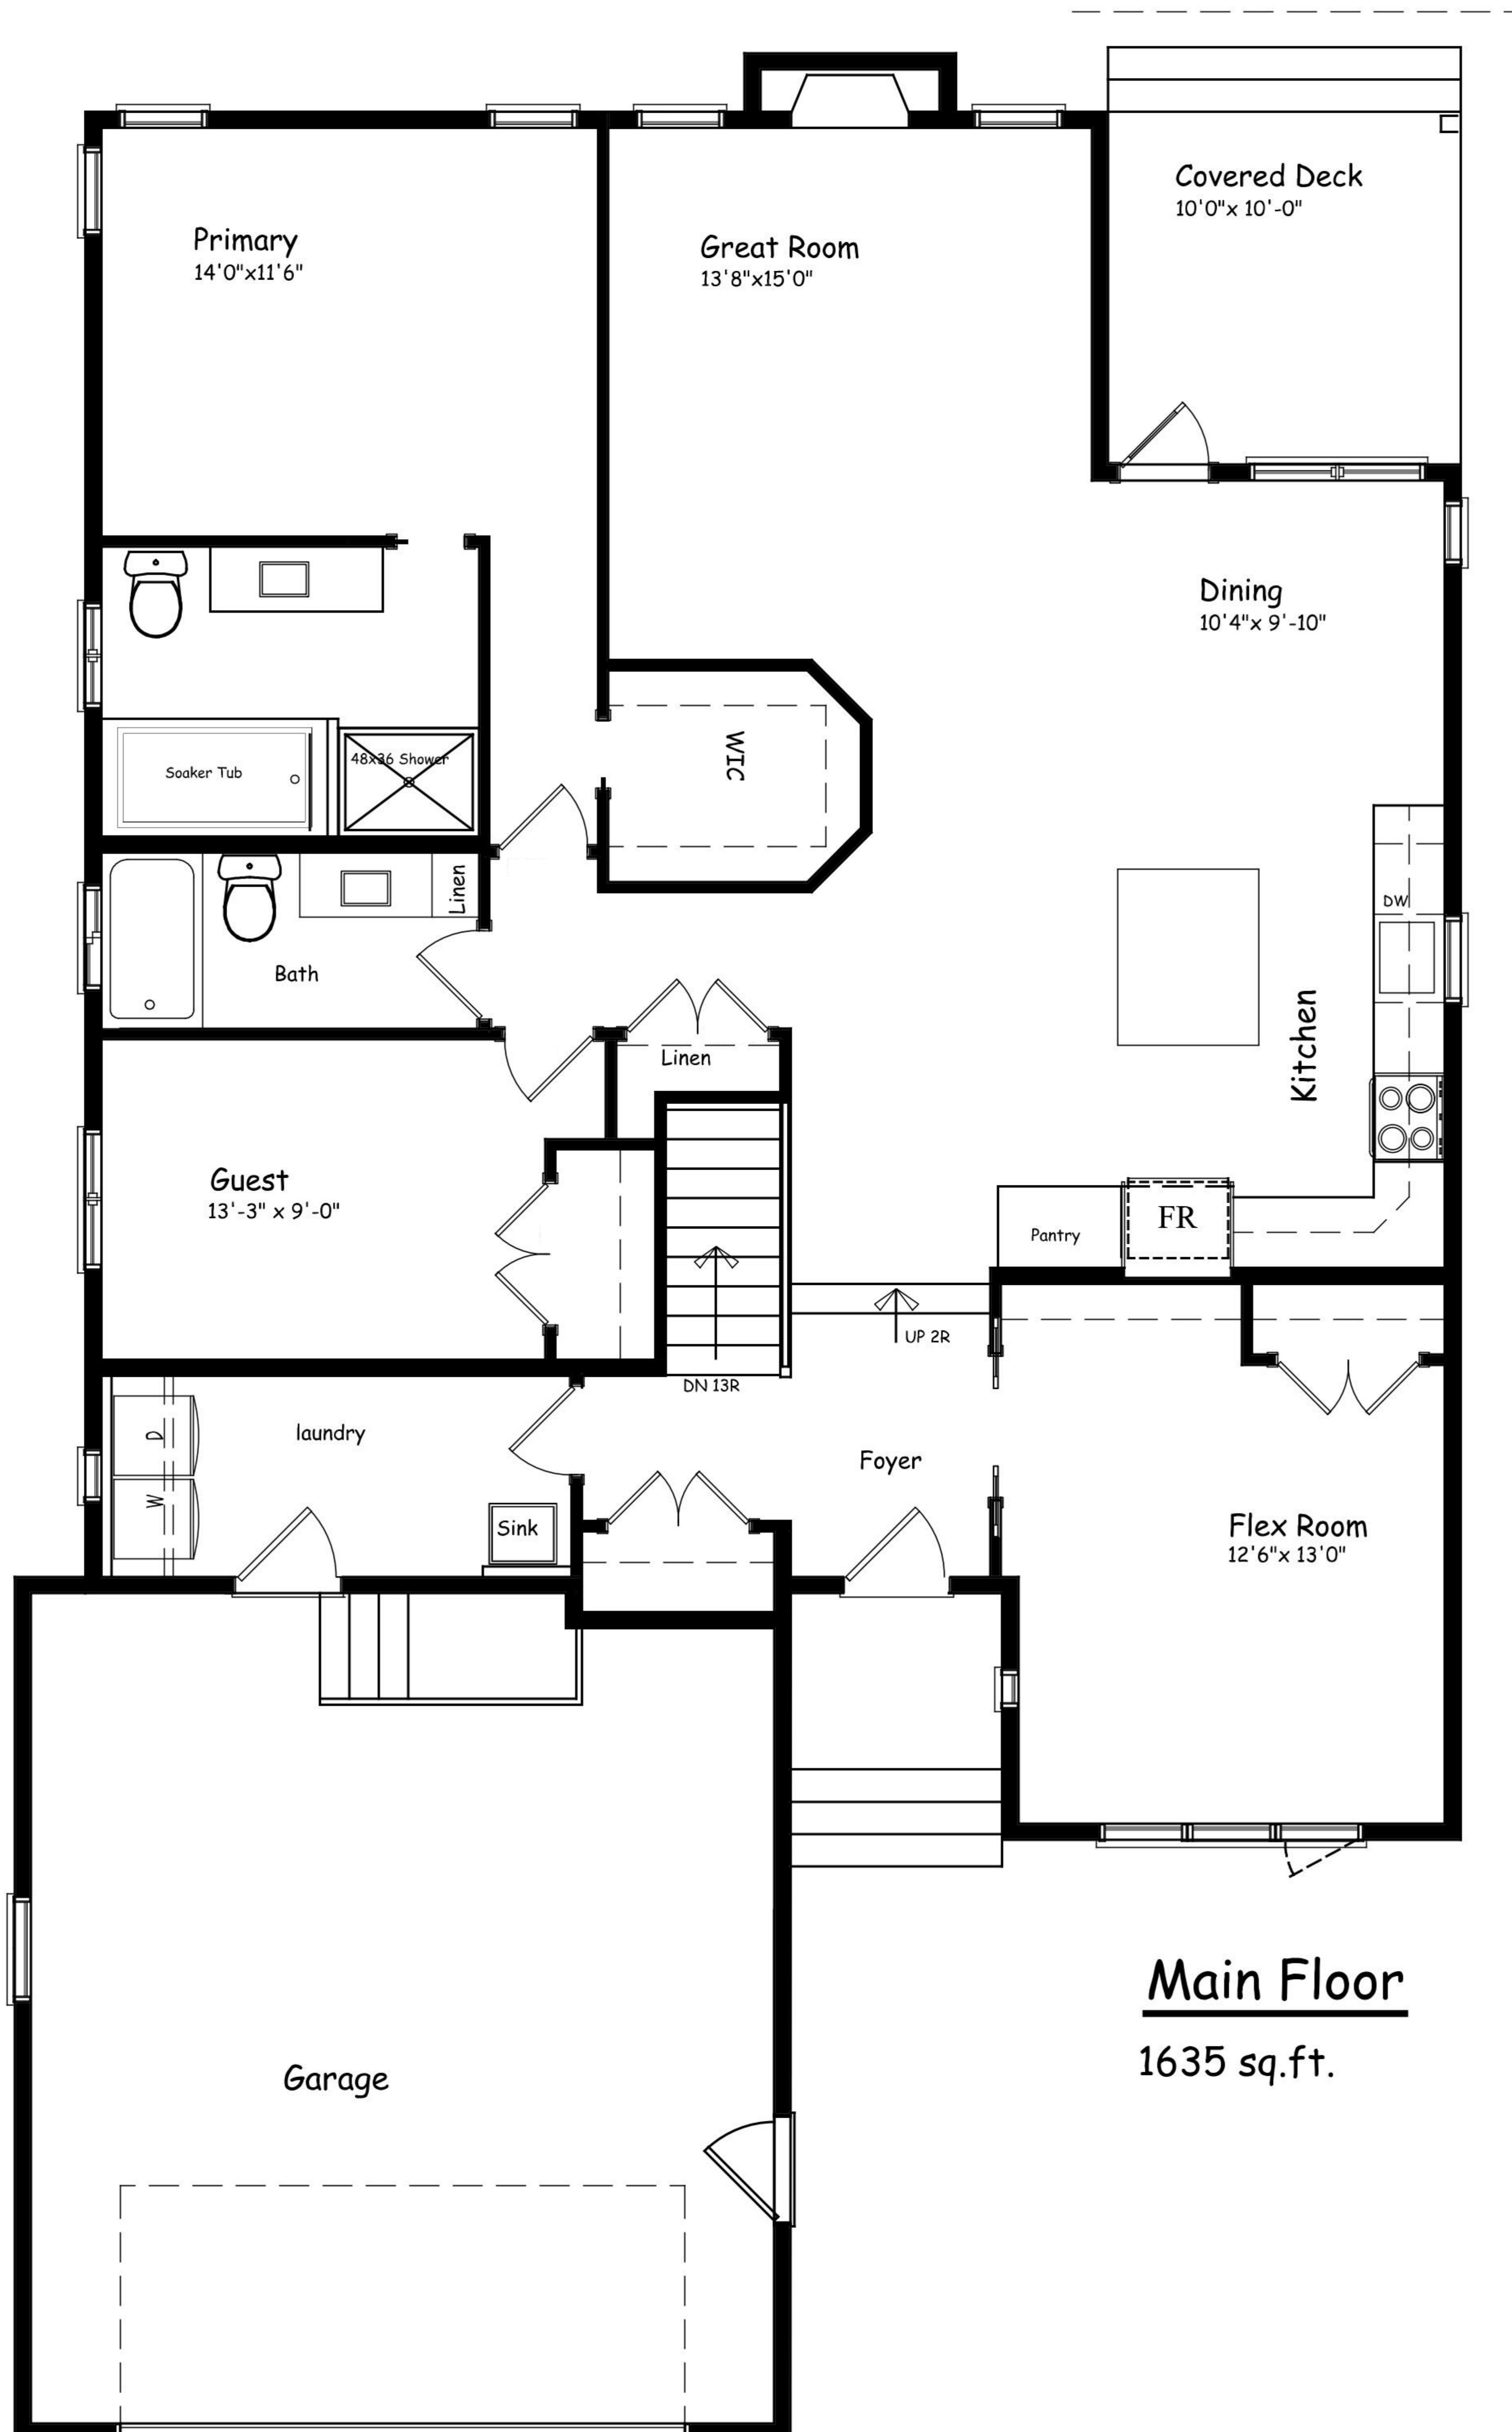 Covered Deck
10'0"x 10'-0"
Primary
14'0"x11'6"
Great Room
13'8"x15'0"
Dining
10'4"x 9'-10"
WIC
48x36 Shower
Soaker Tub
Linen
DW
Bath
Kitchen
Linen
Guest
13'-3" x 9'-0"
Pantry
FR
UP 2R
DN 13R
laundry
D
W
Foyer
Sink
Flex Room
12'6"x 13'0"
Main Floor
1635 sq.ft.
Garage